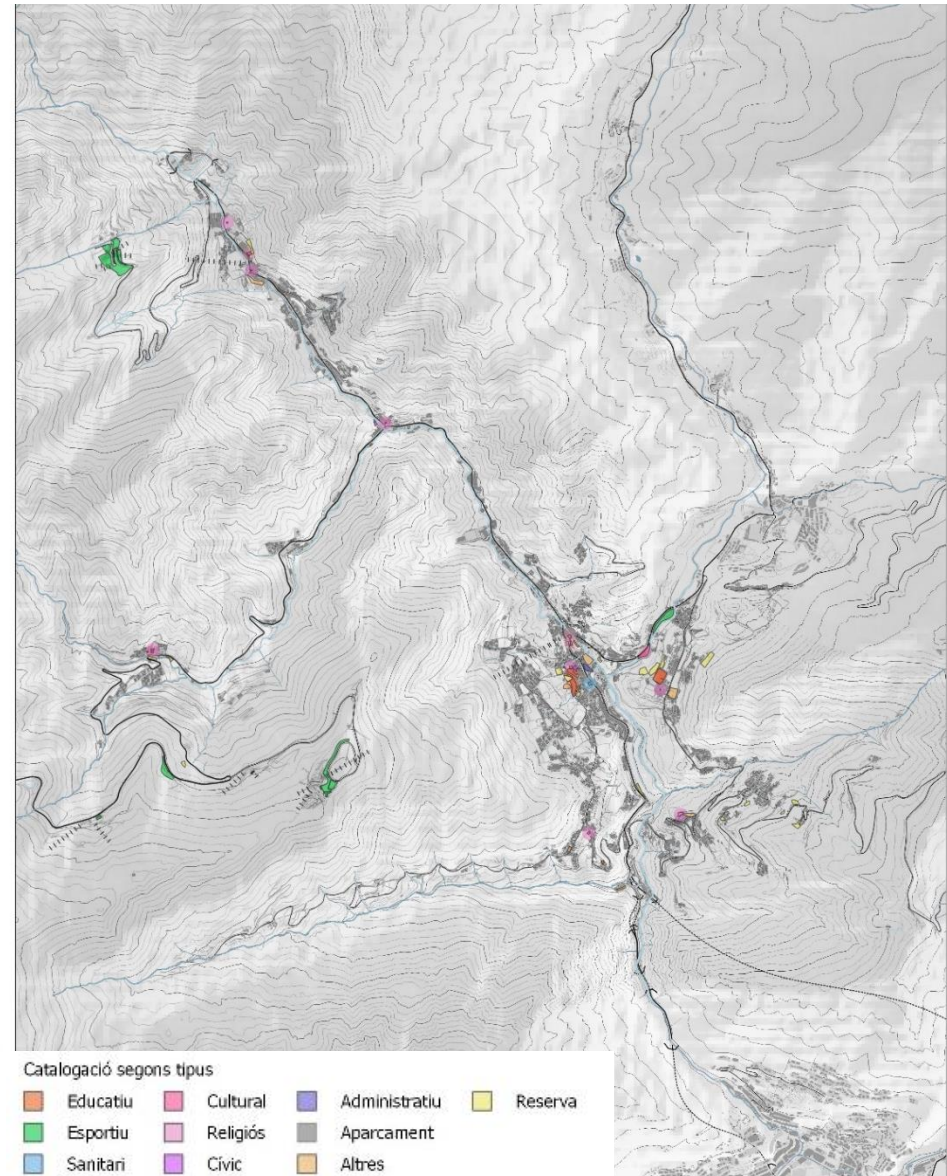 Catalogació segons tipus
Educatiu Cultural Administratiu Reserva
Esportiu Religiós Aparcament
Sanitari Cívic Altres